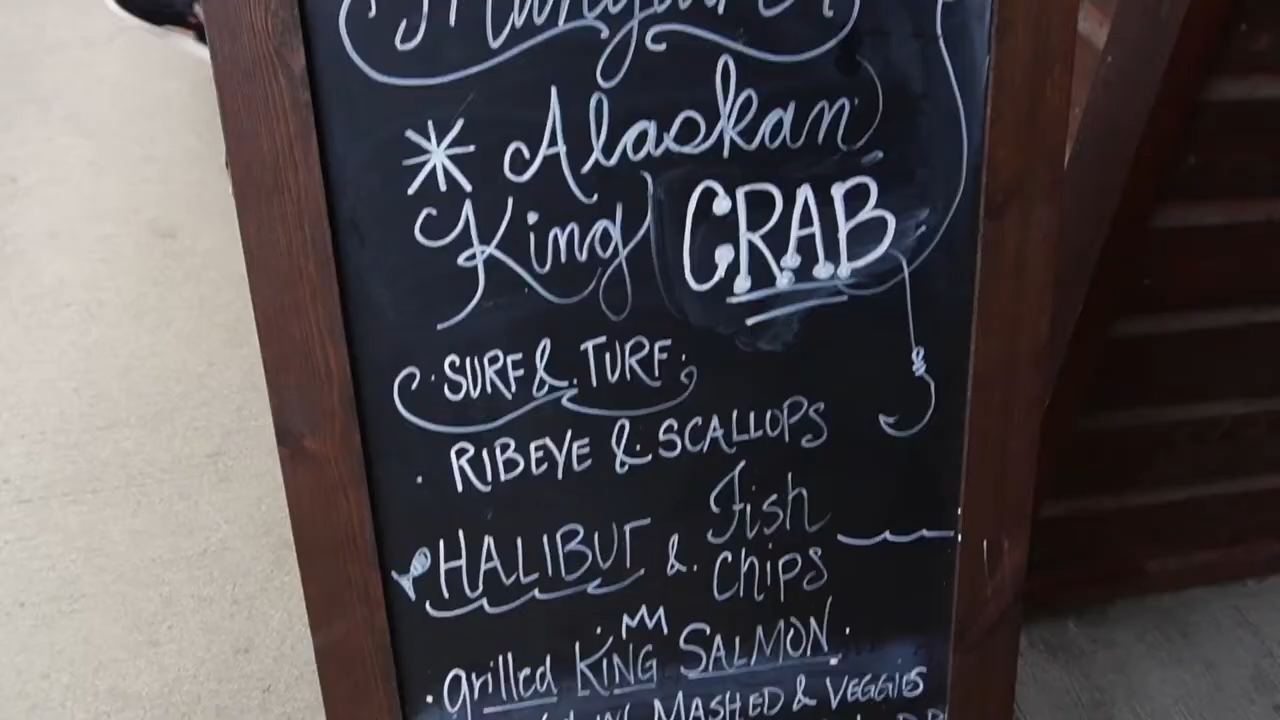 * Alaskan
King CRAB
SURF & TURF
· RIBEYE & SCALLOPS
HALIBUT & Fish
Chips
· grilled KING SALMON ·
MASHED & VEGGIES